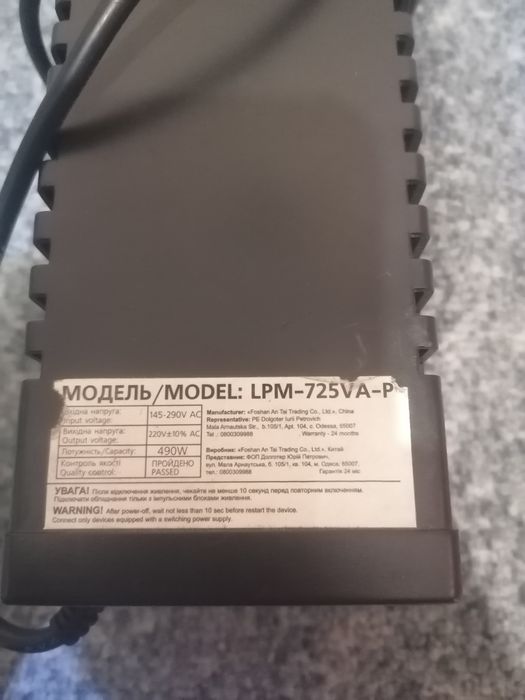 МОДЕЛЬ/MODEL: LPM-725VA-P
Вхідна напруга:
Input voltage:
145-290V AC
Вихідна напруга:
Output voltage:
220V±10% AC
Потужність/Capacity:
490W
Контроль якості
Quality control:
ПРОЙДЕНО
PASSED
Manufacturer: «Foshan An Tai Trading Co., Ltd.», China
Representative: PE Dolgoter Iurii Petrovich
Mala Arnautska Str., b.105/1, Apt. 104, c. Odessa, 65007
Tel.: 0800309988
Warranty - 24 months
Виробник: «Foshan An Tai Trading Co., Ltd.», Китай
Представник: ФОП Долготер Юрій Петрович,
вул. Мала Арнаутська, б. 105/1, кв. 104, м. Одеса, 65007,
тел.: 0800309988
Гарантія 24 міс.
УВАГА! Після відключення живлення, чекайте не менше 10 секунд перед повторним включенням.
Підключати обладнання тільки з імпульсними блоками живлення.
WARNING! After power-off, wait not less than 10 sec before restart the device.
Connect only devices equipped with a switching power supply.